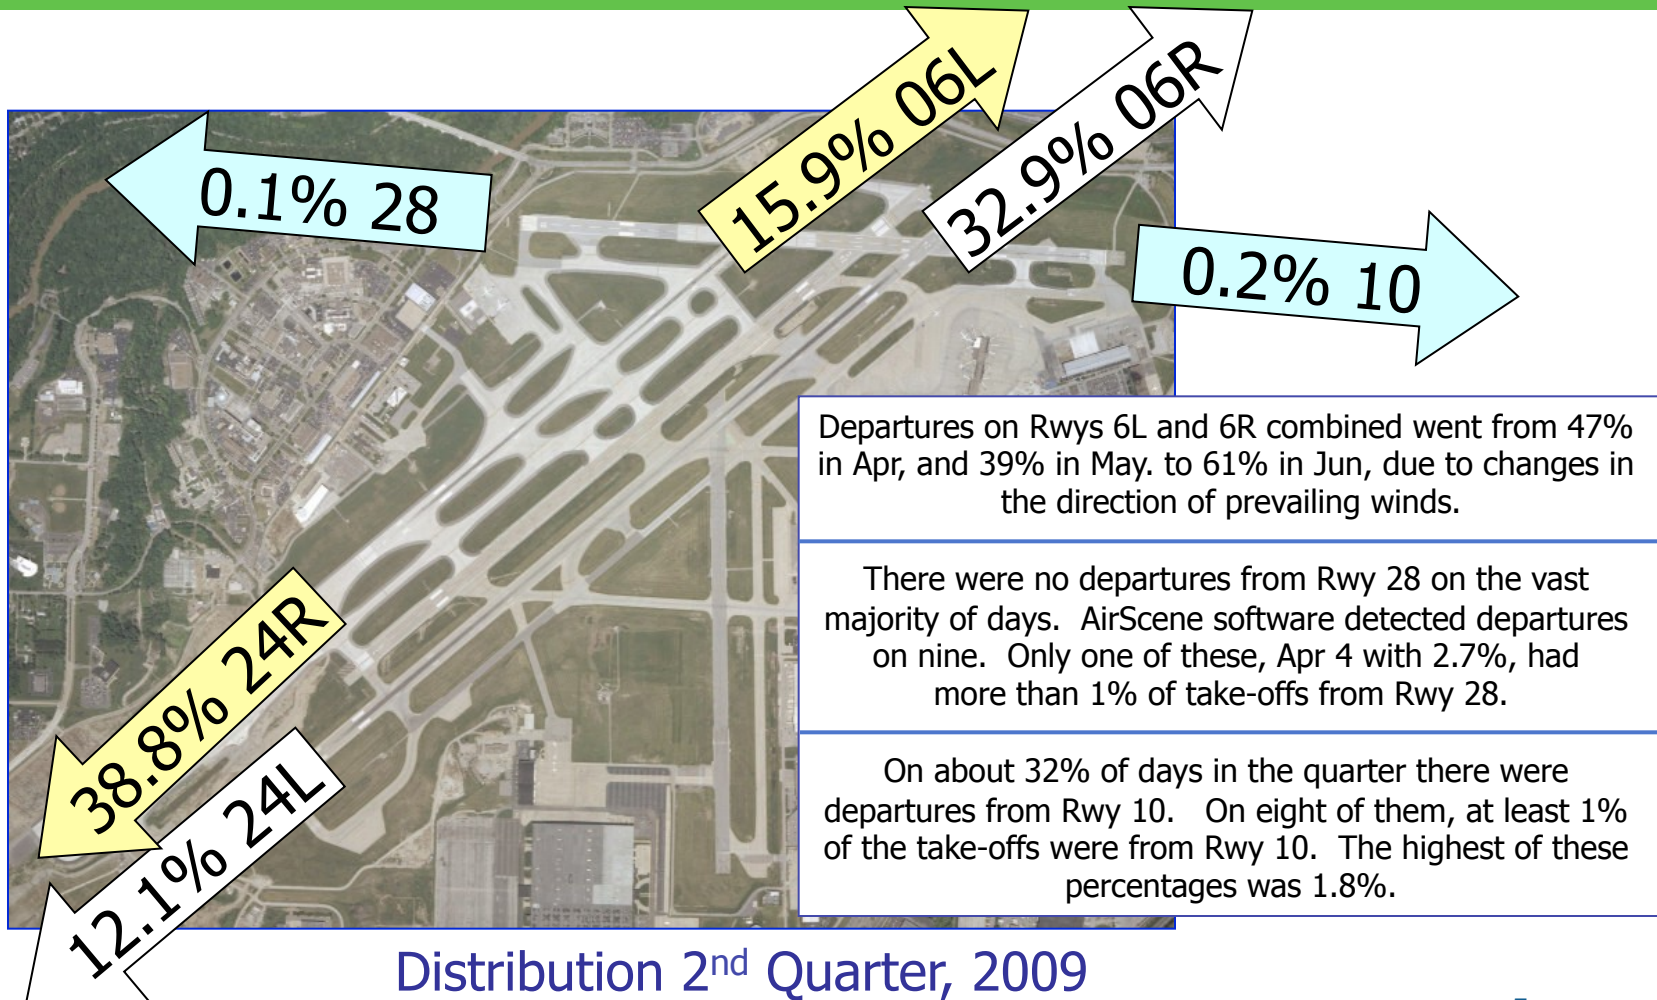 15.9% 06L
32.9% 06R
0.1% 28
0.2% 10
Departures on Rwys 6L and 6R combined went from 47%
in Apr, and 39% in May. to 61% in Jun, due to changes in
the direction of prevailing winds.
There were no departures from Rwy 28 on the vast
majority of days.  AirScene software detected departures
on nine.  Only one of these, Apr 4 with 2.7%, had
more than 1% of take-offs from Rwy 28.
On about 32% of days in the quarter there were
departures from Rwy 10.   On eight of them, at least 1%
of the take-offs were from Rwy 10.  The highest of these
percentages was 1.8%.
38.8% 24R
12.1% 24L
Distribution 2nd Quarter, 2009